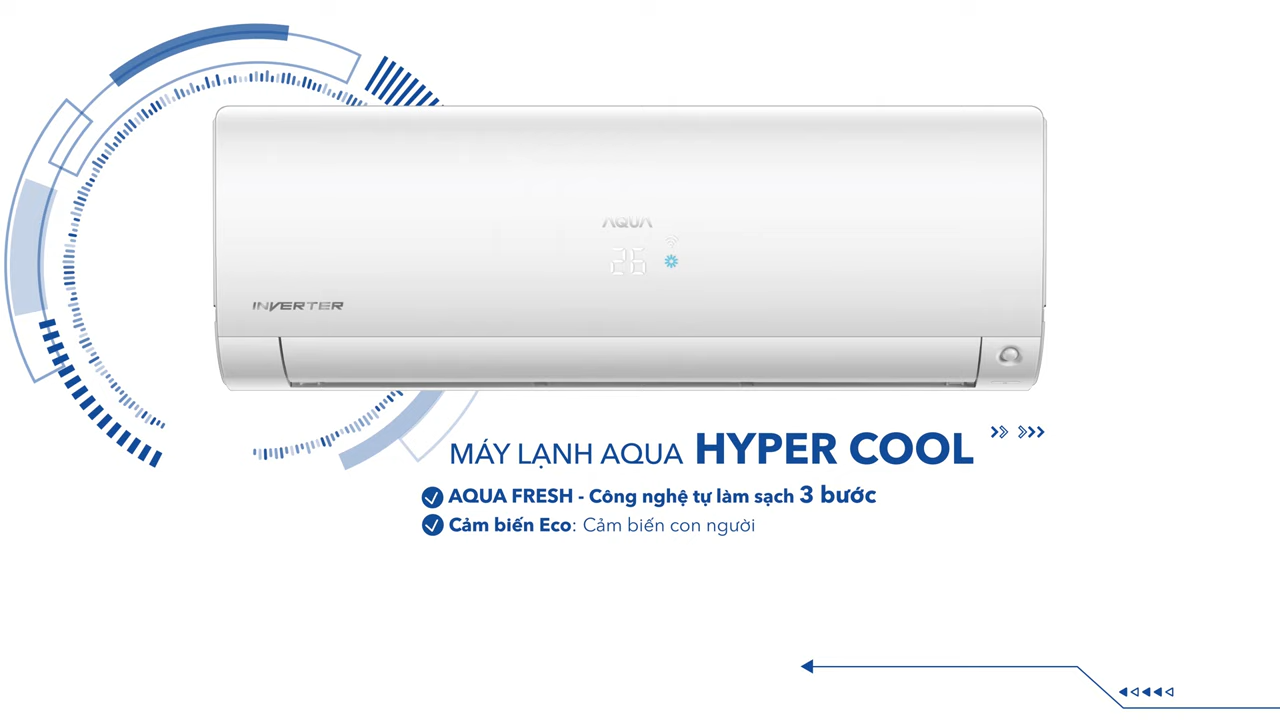 AQUA
26
INVERTER
MÁY LẠNH AQUA HYPER COOL
AQUA FRESH - Công nghệ tự làm sạch 3 bước
Cảm biến Eco: Cảm biến con người